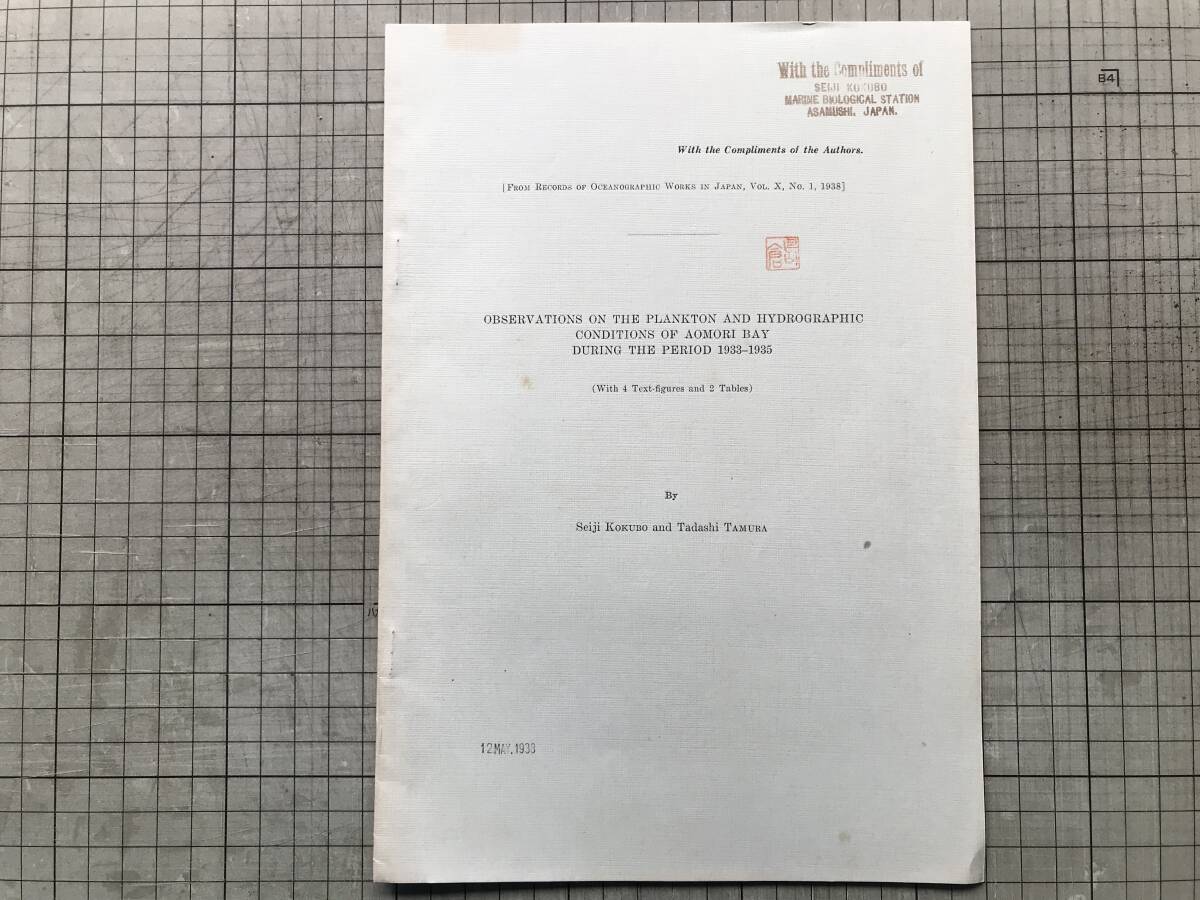 With the Compliments of
SEIJI KOKUBO
MARINE BIOLOGICAL STATION
ASAMUSHI, JAPAN.
B4
With the Compliments of the Authors.
[FROM RECORDS OF OCEANOGRAPHIC WORKS IN JAPAN, VOL. X, NO. 1, 1938]
OBSERVATIONS ON THE PLANKTON AND HYDROGRAPHIC
CONDITIONS OF AOMORI BAY
DURING THE PERIOD 1933–1935
(With 4 Text-figures and 2 Tables)
By
Seiji KOKUBO and Tadashi TAMURA
12 MAY. 1938